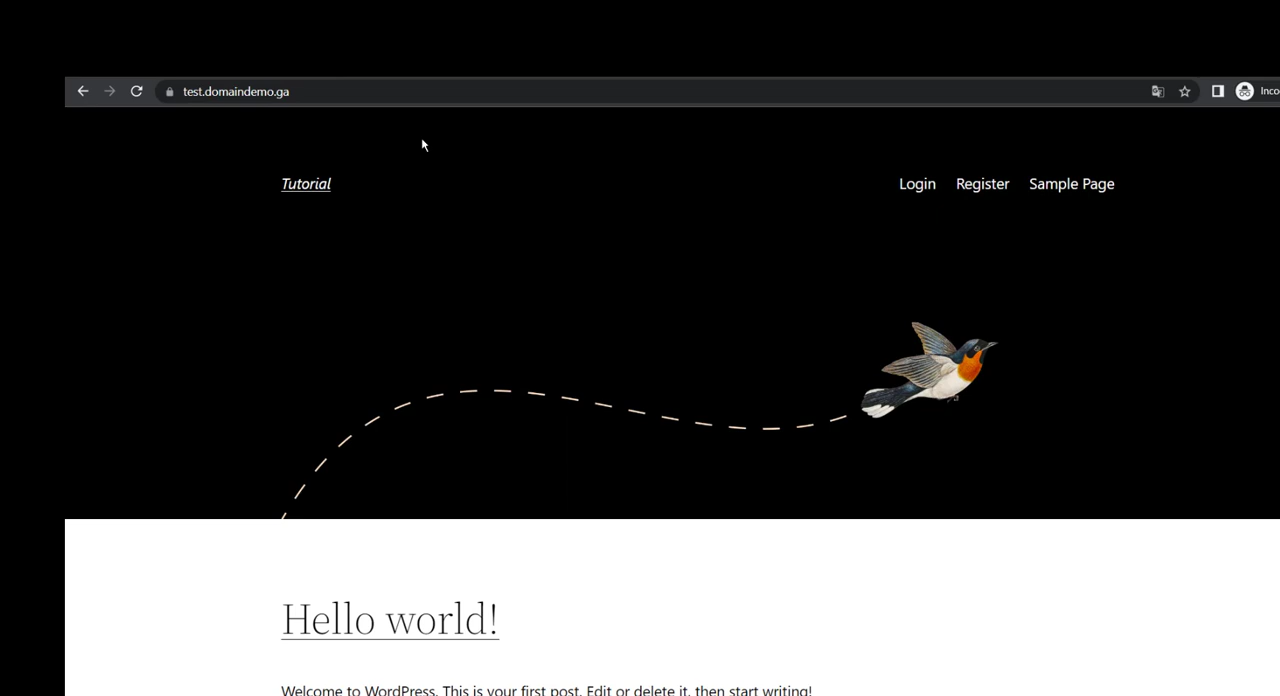 test.domaindemo.ga
Tutorial
Login Register Sample Page
Hello world!
Welcome to WordPress. This is your first post. Edit or delete it, then start writing!